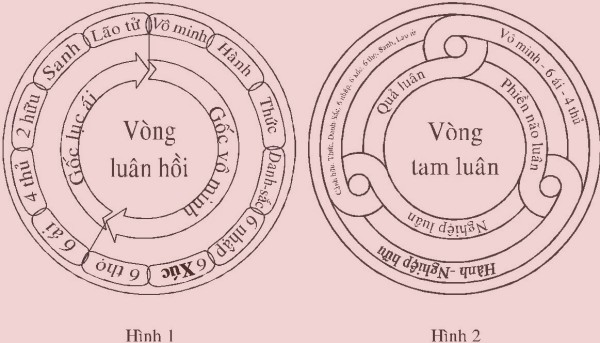 Vô minh
Hành
Thức
Danh-sắc
6 nhập
6 Xúc
6 thọ
6 ái
4 thủ
2 hữu
Sanh
Lão tử
Gốc vô minh
Gốc lục ái
Vòng
luân hồi
Hình 1
Vô minh - 6 ái - 4 thủ
Hành - Nghiệp hữu
hữu, Thức, Danh Sắc, 6 nhập, 6 xúc, 6 thọ, Sanh, Lão tử
Phiền não luân
Nghiệp luân
Quả luân
Vòng
tam luân
Hình 2